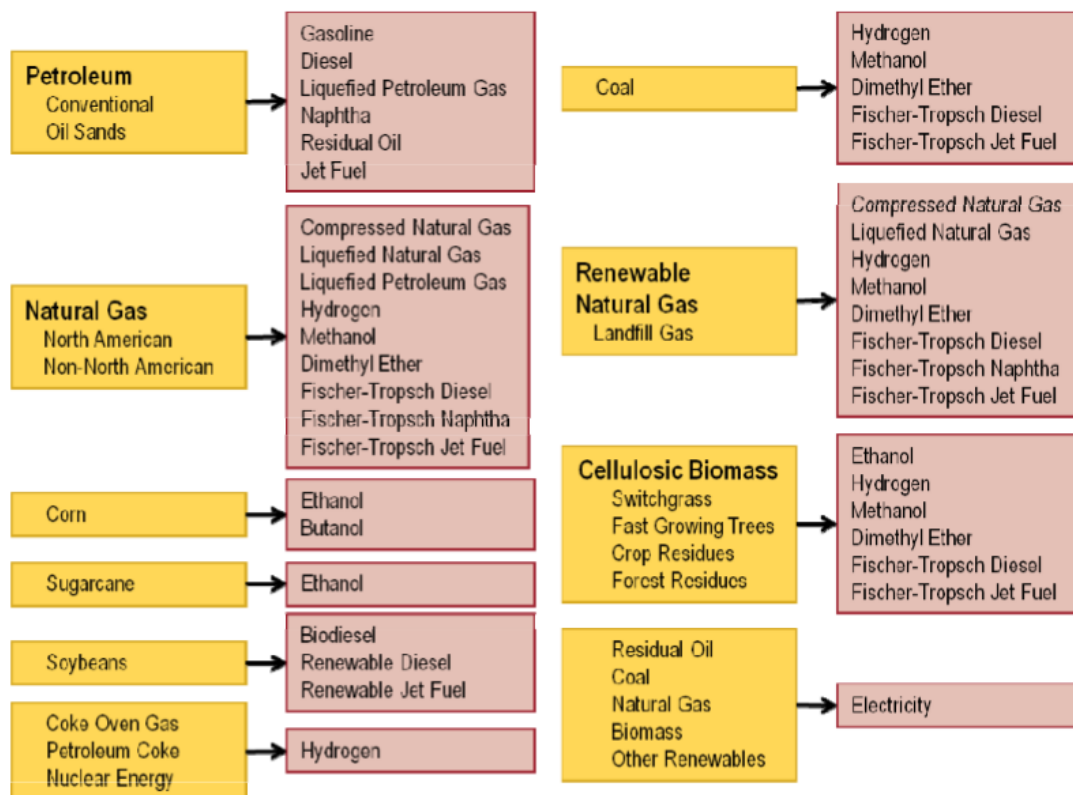 Petroleum
Conventional
Oil Sands
Gasoline
Diesel
Liquefied Petroleum Gas
Naphtha
Residual Oil
Jet Fuel
Natural Gas
North American
Non-North American
Compressed Natural Gas
Liquefied Natural Gas
Liquefied Petroleum Gas
Hydrogen
Methanol
Dimethyl Ether
Fischer-Tropsch Diesel
Fischer-Tropsch Naphtha
Fischer-Tropsch Jet Fuel
Corn
Ethanol
Butanol
Sugarcane
Ethanol
Soybeans
Biodiesel
Renewable Diesel
Renewable Jet Fuel
Coke Oven Gas
Petroleum Coke
Nuclear Energy
Hydrogen
Coal
Hydrogen
Methanol
Dimethyl Ether
Fischer-Tropsch Diesel
Fischer-Tropsch Jet Fuel
Renewable
Natural Gas
Landfill Gas
Compressed Natural Gas
Liquefied Natural Gas
Hydrogen
Methanol
Dimethyl Ether
Fischer-Tropsch Diesel
Fischer-Tropsch Naphtha
Fischer-Tropsch Jet Fuel
Cellulosic Biomass
Switchgrass
Fast Growing Trees
Crop Residues
Forest Residues
Ethanol
Hydrogen
Methanol
Dimethyl Ether
Fischer-Tropsch Diesel
Fischer-Tropsch Jet Fuel
Residual Oil
Coal
Natural Gas
Biomass
Other Renewables
Electricity